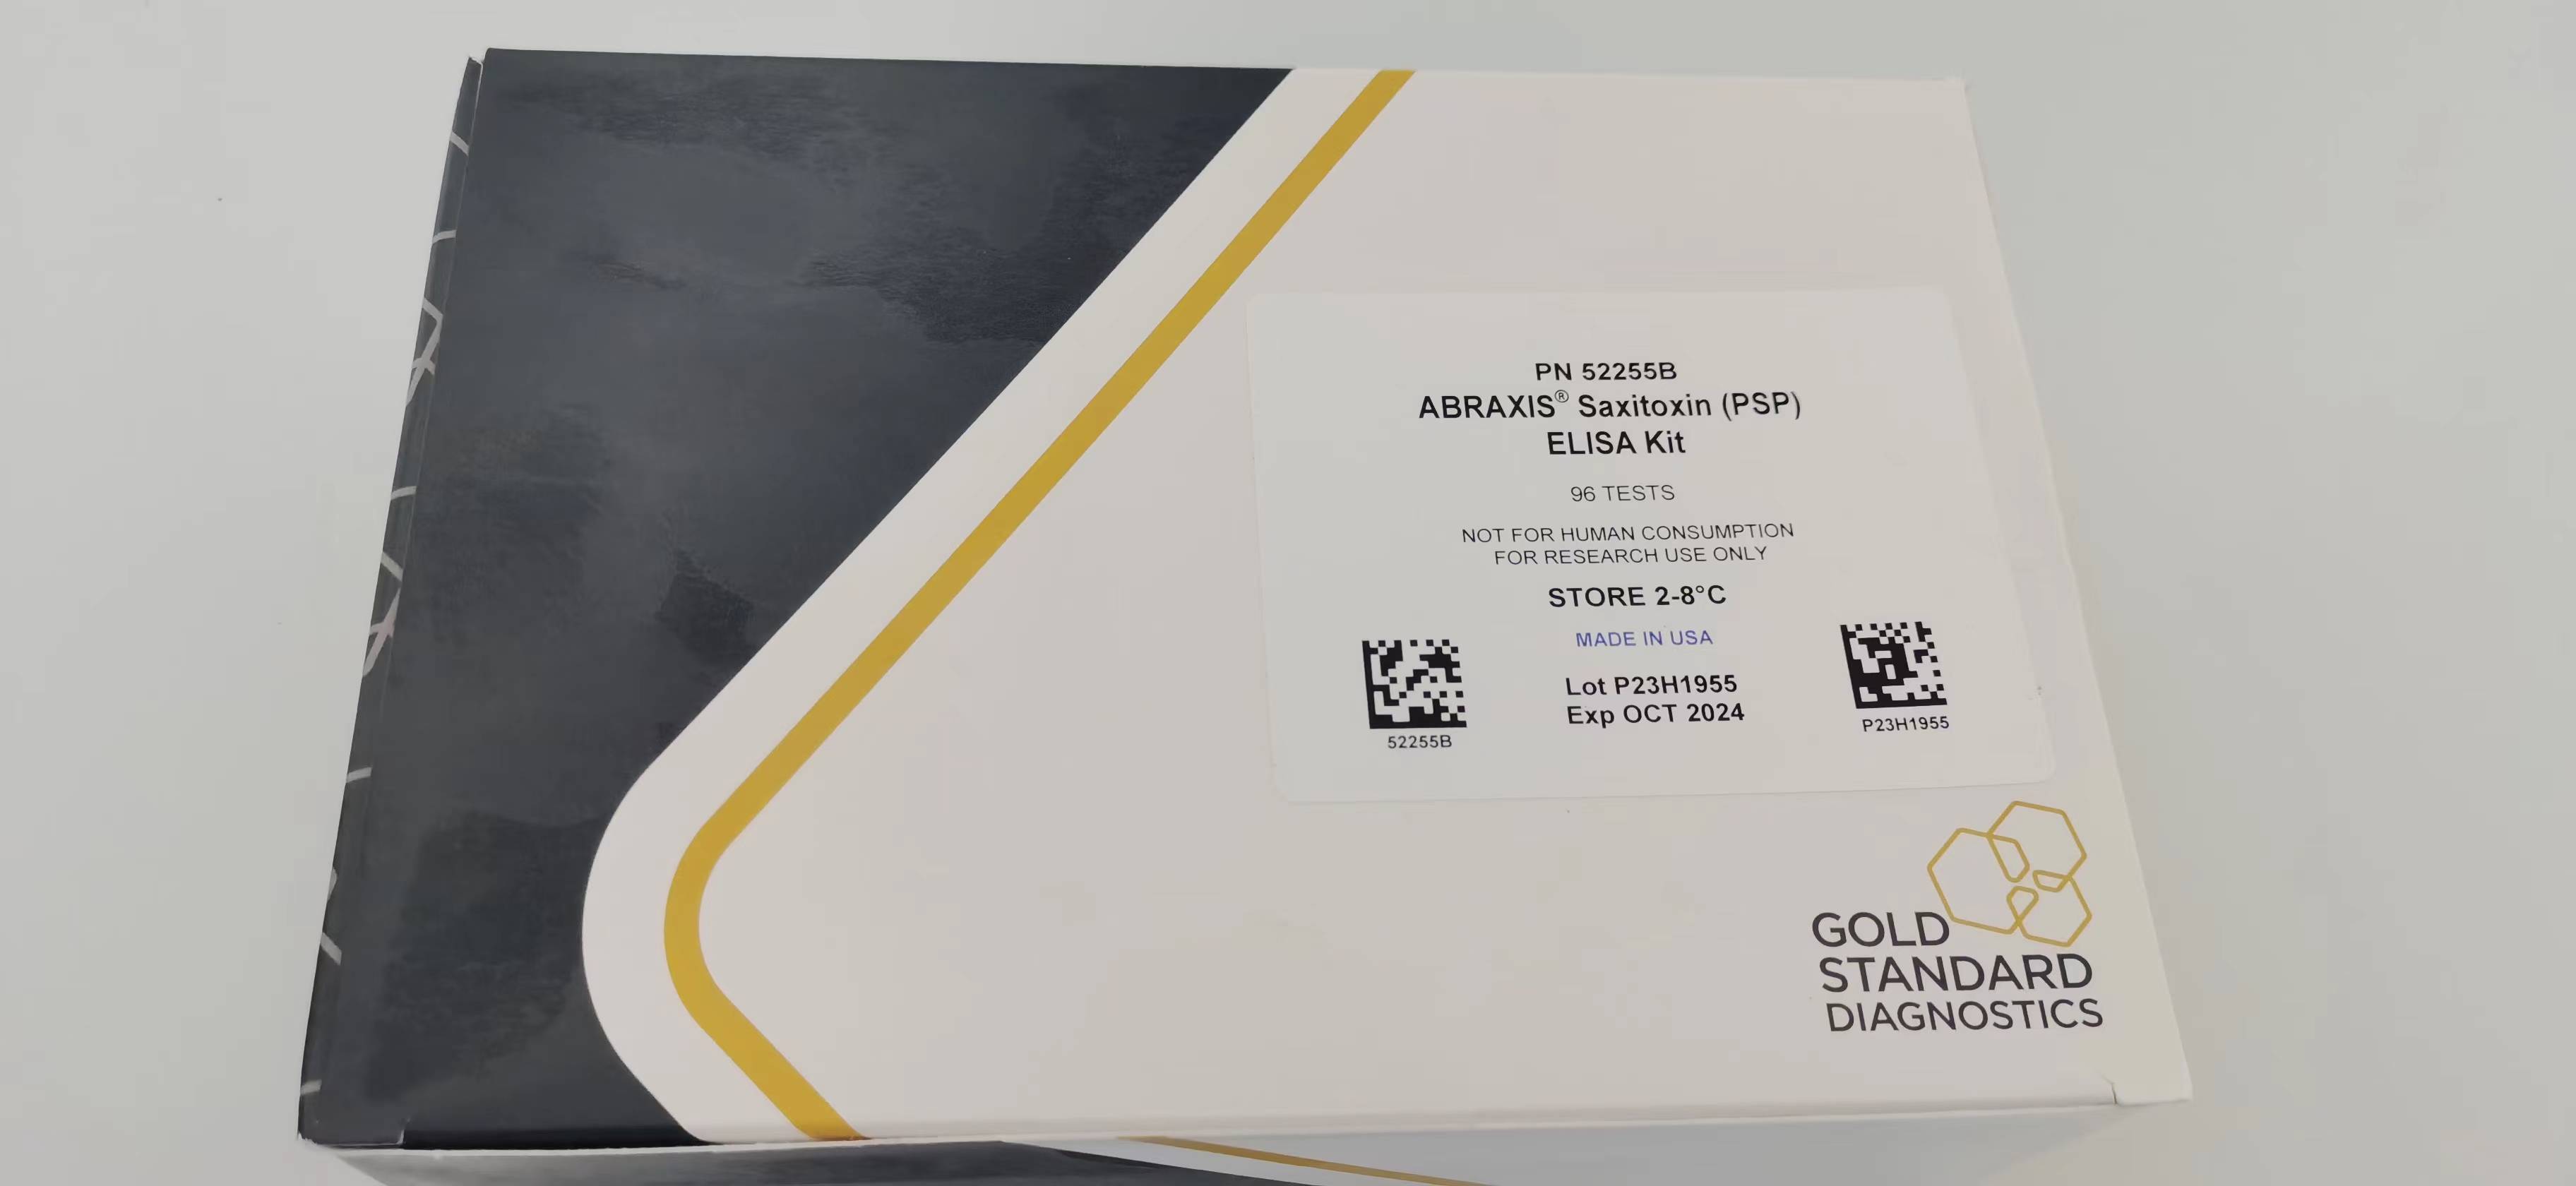 PN 52255B
ABRAXIS® Saxitoxin (PSP)
ELISA Kit
96 TESTS
NOT FOR HUMAN CONSUMPTION
FOR RESEARCH USE ONLY
STORE 2-8°C
MADE IN USA
Lot P23H1955
Exp OCT 2024
52255B
P23H1955
GOLD
STANDARD
DIAGNOSTICS